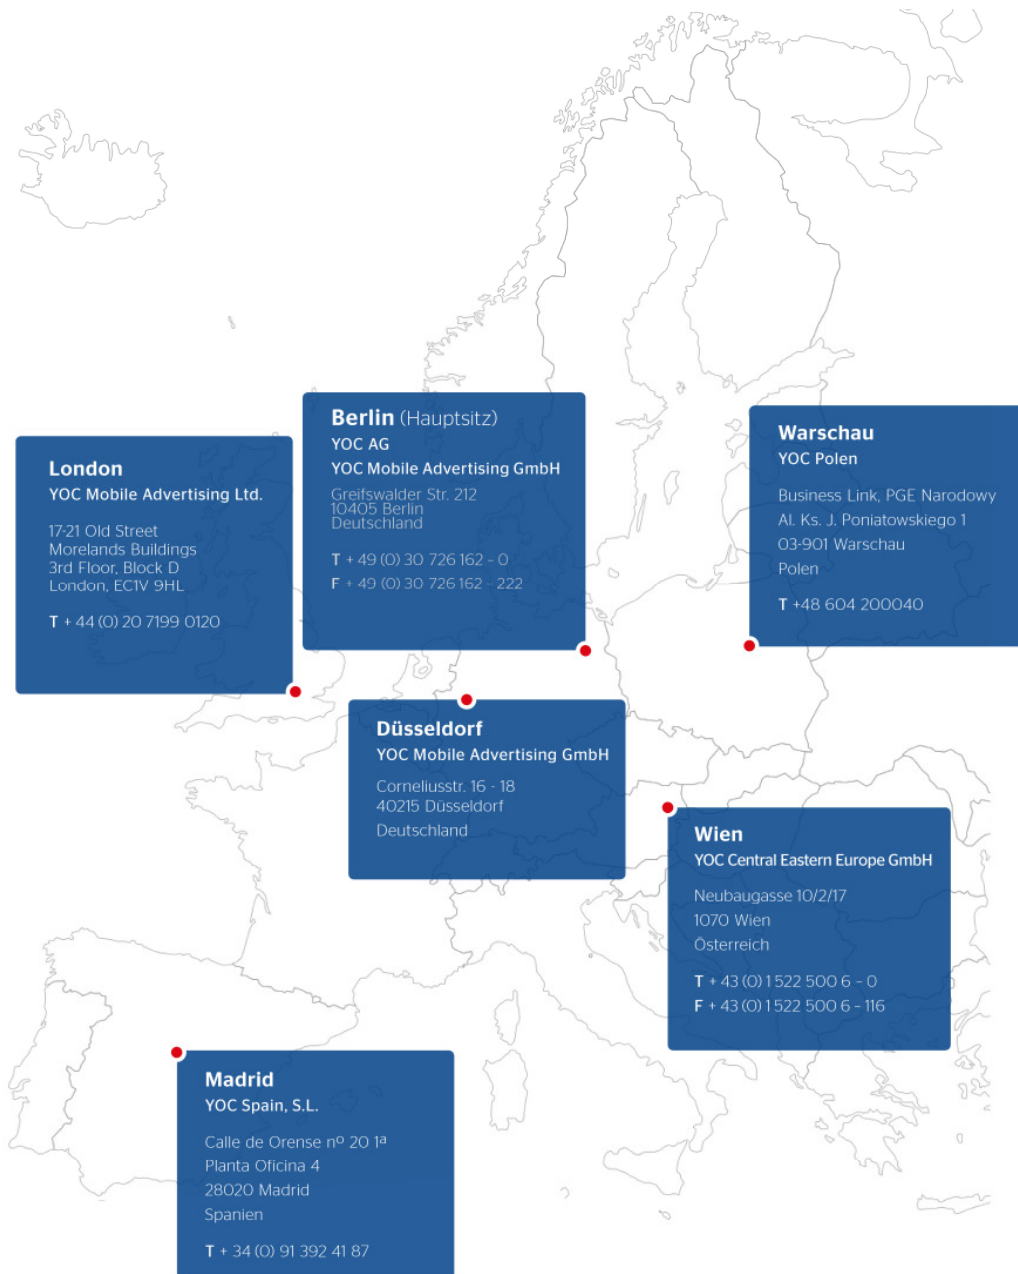 Berlin (Hauptsitz)
YOC AG
YOC Mobile Advertising GmbH
Greifswalder Str. 212
10405 Berlin
Deutschland
T + 49 (0) 30 726 162 - 0
F + 49 (0) 30 726 162 - 222
London
YOC Mobile Advertising Ltd.
17-21 Old Street
Morelands Buildings
3rd Floor, Block D
London, EC1V 9HL
T + 44 (0) 20 7199 0120
Warschau
YOC Polen
Business Link, PGE Narodowy
Al. Ks. J. Poniatowskiego 1
03-901 Warschau
Polen
T +48 604 200040
Düsseldorf
YOC Mobile Advertising GmbH
Corneliusstr. 16 - 18
40215 Düsseldorf
Deutschland
Wien
YOC Central Eastern Europe GmbH
Neubaugasse 10/2/17
1070 Wien
Österreich
T + 43 (0) 1 522 500 6 - 0
F + 43 (0) 1 522 500 6 - 116
Madrid
YOC Spain, S.L.
Calle de Orense nº 20 1ª
Planta Oficina 4
28020 Madrid
Spanien
T + 34 (0) 91 392 41 87